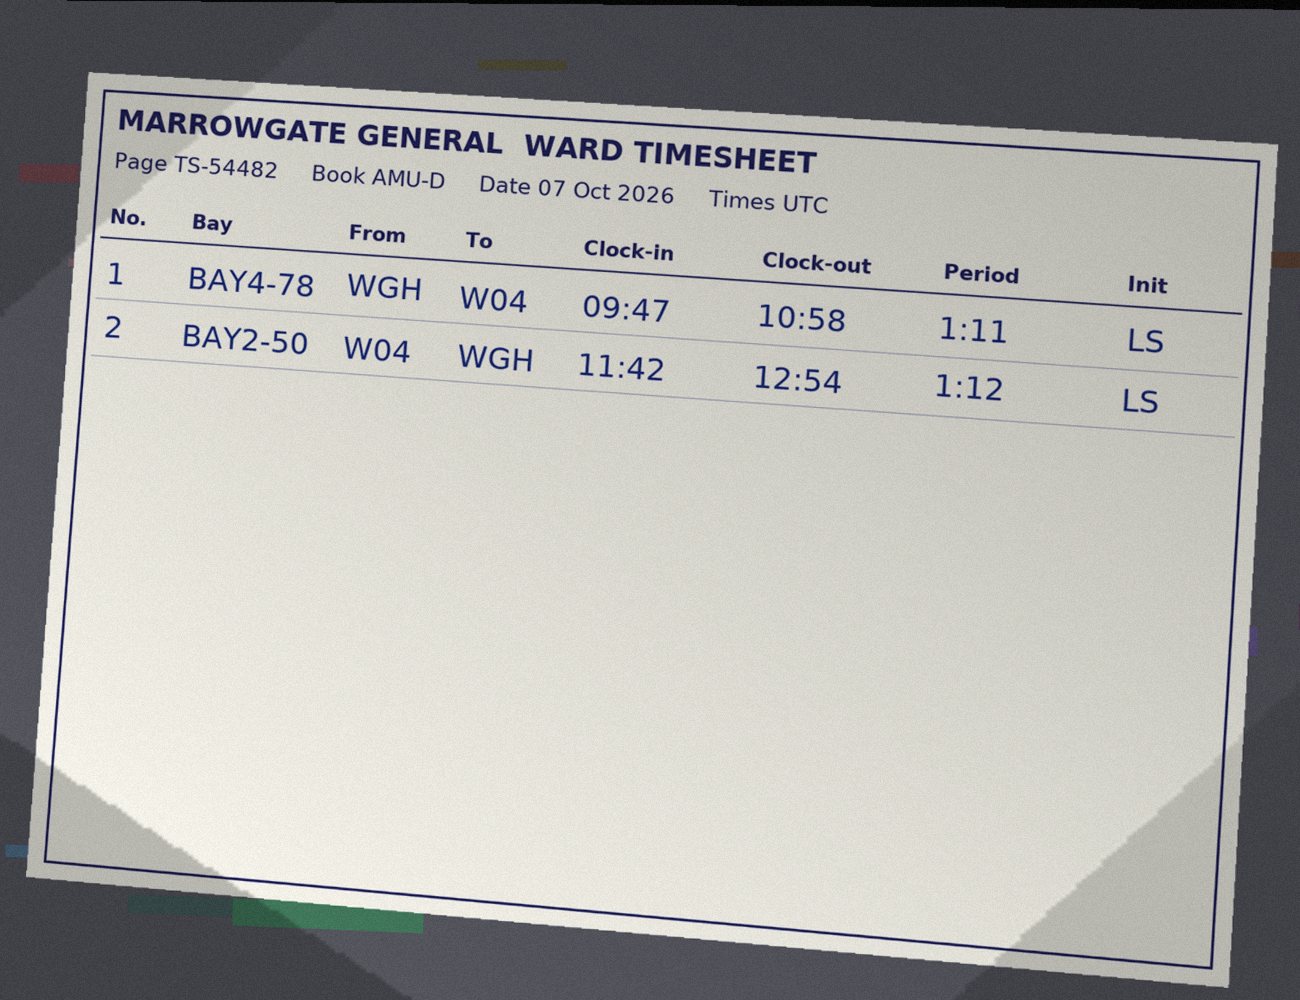 MARROWGATE GENERAL WARD TIMESHEET
Page TS-54482 Book AMU-D Date 07 Oct 2026 Times UTC
No. Bay From To Clock-in Clock-out Period Init
1 BAY4-78 WGH W04 09:47 10:58 1:11 LS
2 BAY2-50 W04 WGH 11:42 12:54 1:12 LS